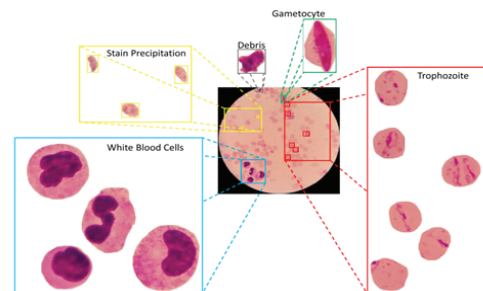 Gametocyte
Debris
Stain Precipitation
Trophozoite
White Blood Cells